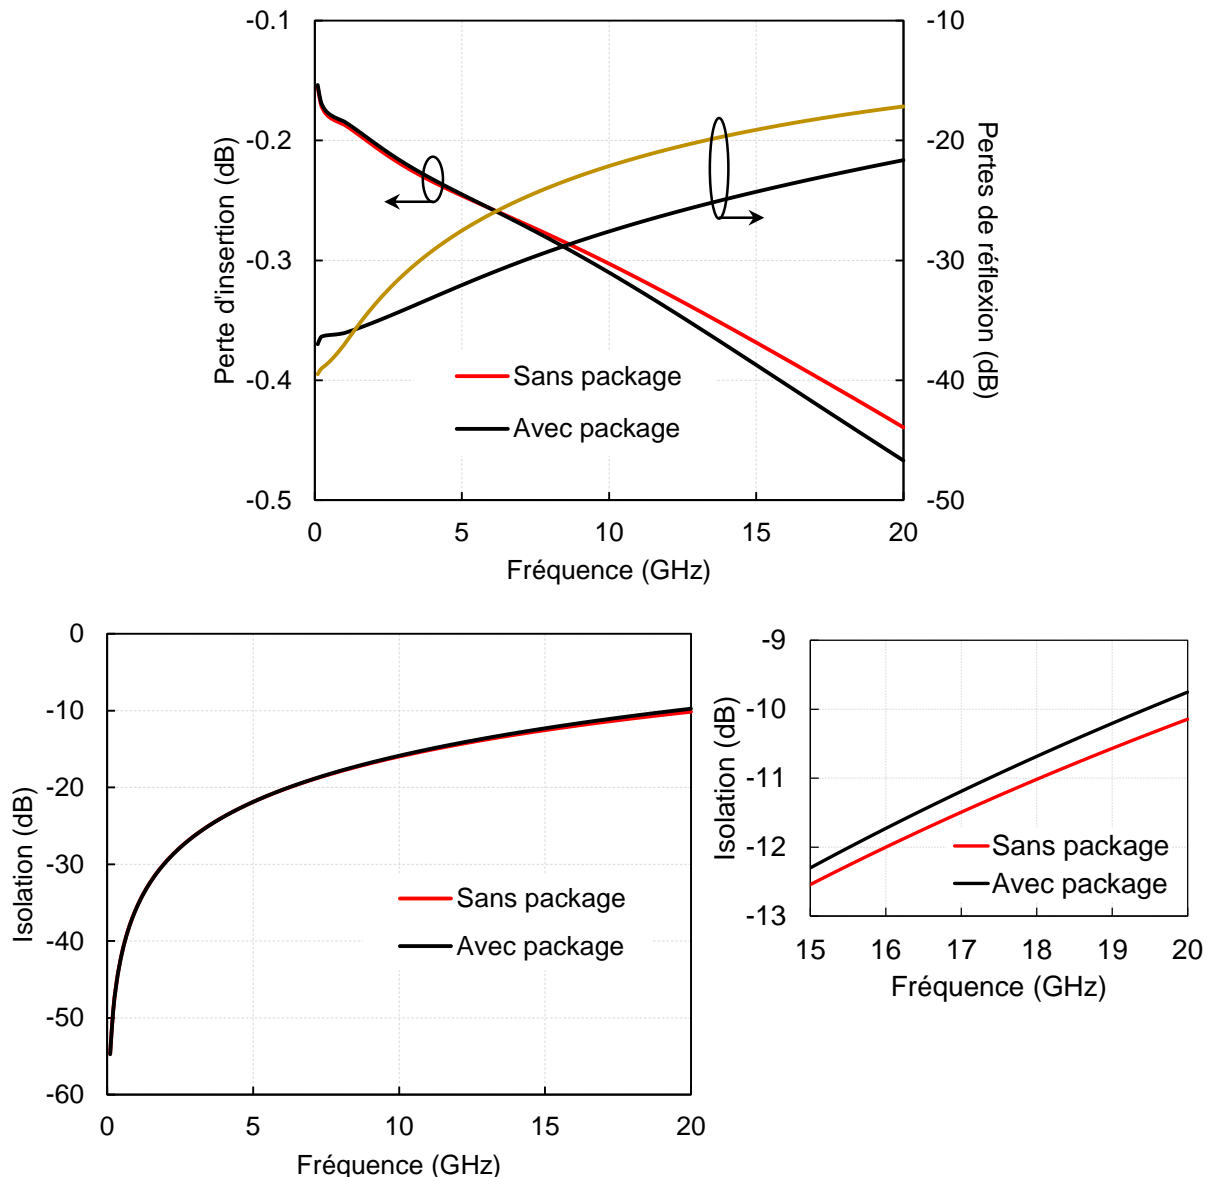 -0.1
-0.2
-0.3
-0.4
-0.5
Perte d'insertion (dB)
-10
-20
-30
-40
-50
Pertes de réflexion (dB)
Sans package
Avec package
0 5 10 15 20
Fréquence (GHz)
0
-10
-20
-30
-40
-50
-60
Isolation (dB)
Sans package
Avec package
0 5 10 15 20
Fréquence (GHz)
-9
-10
-11
-12
-13
Isolation (dB)
Sans package
Avec package
15 16 17 18 19 20
Fréquence (GHz)